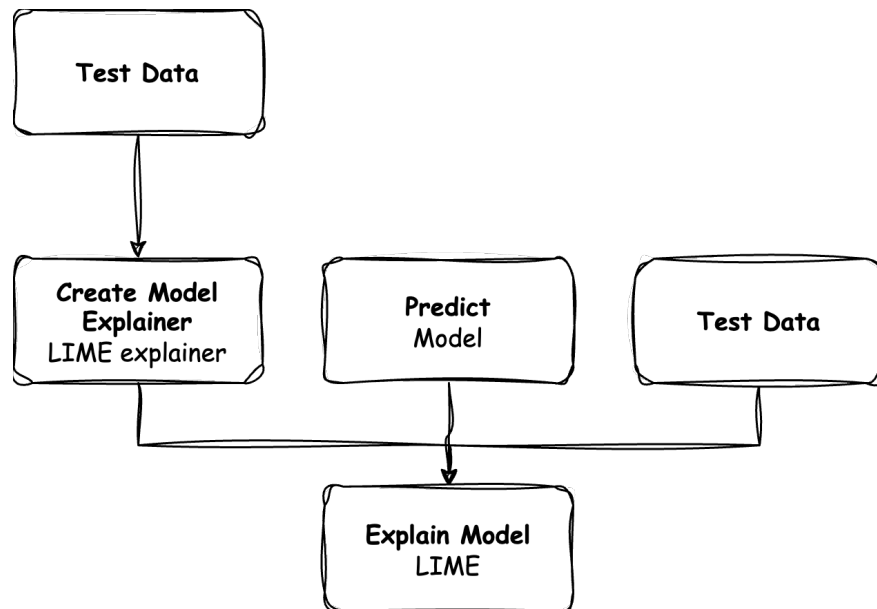 Test Data
Create Model
Explainer
LIME explainer
Predict
Model
Test Data
Explain Model
LIME